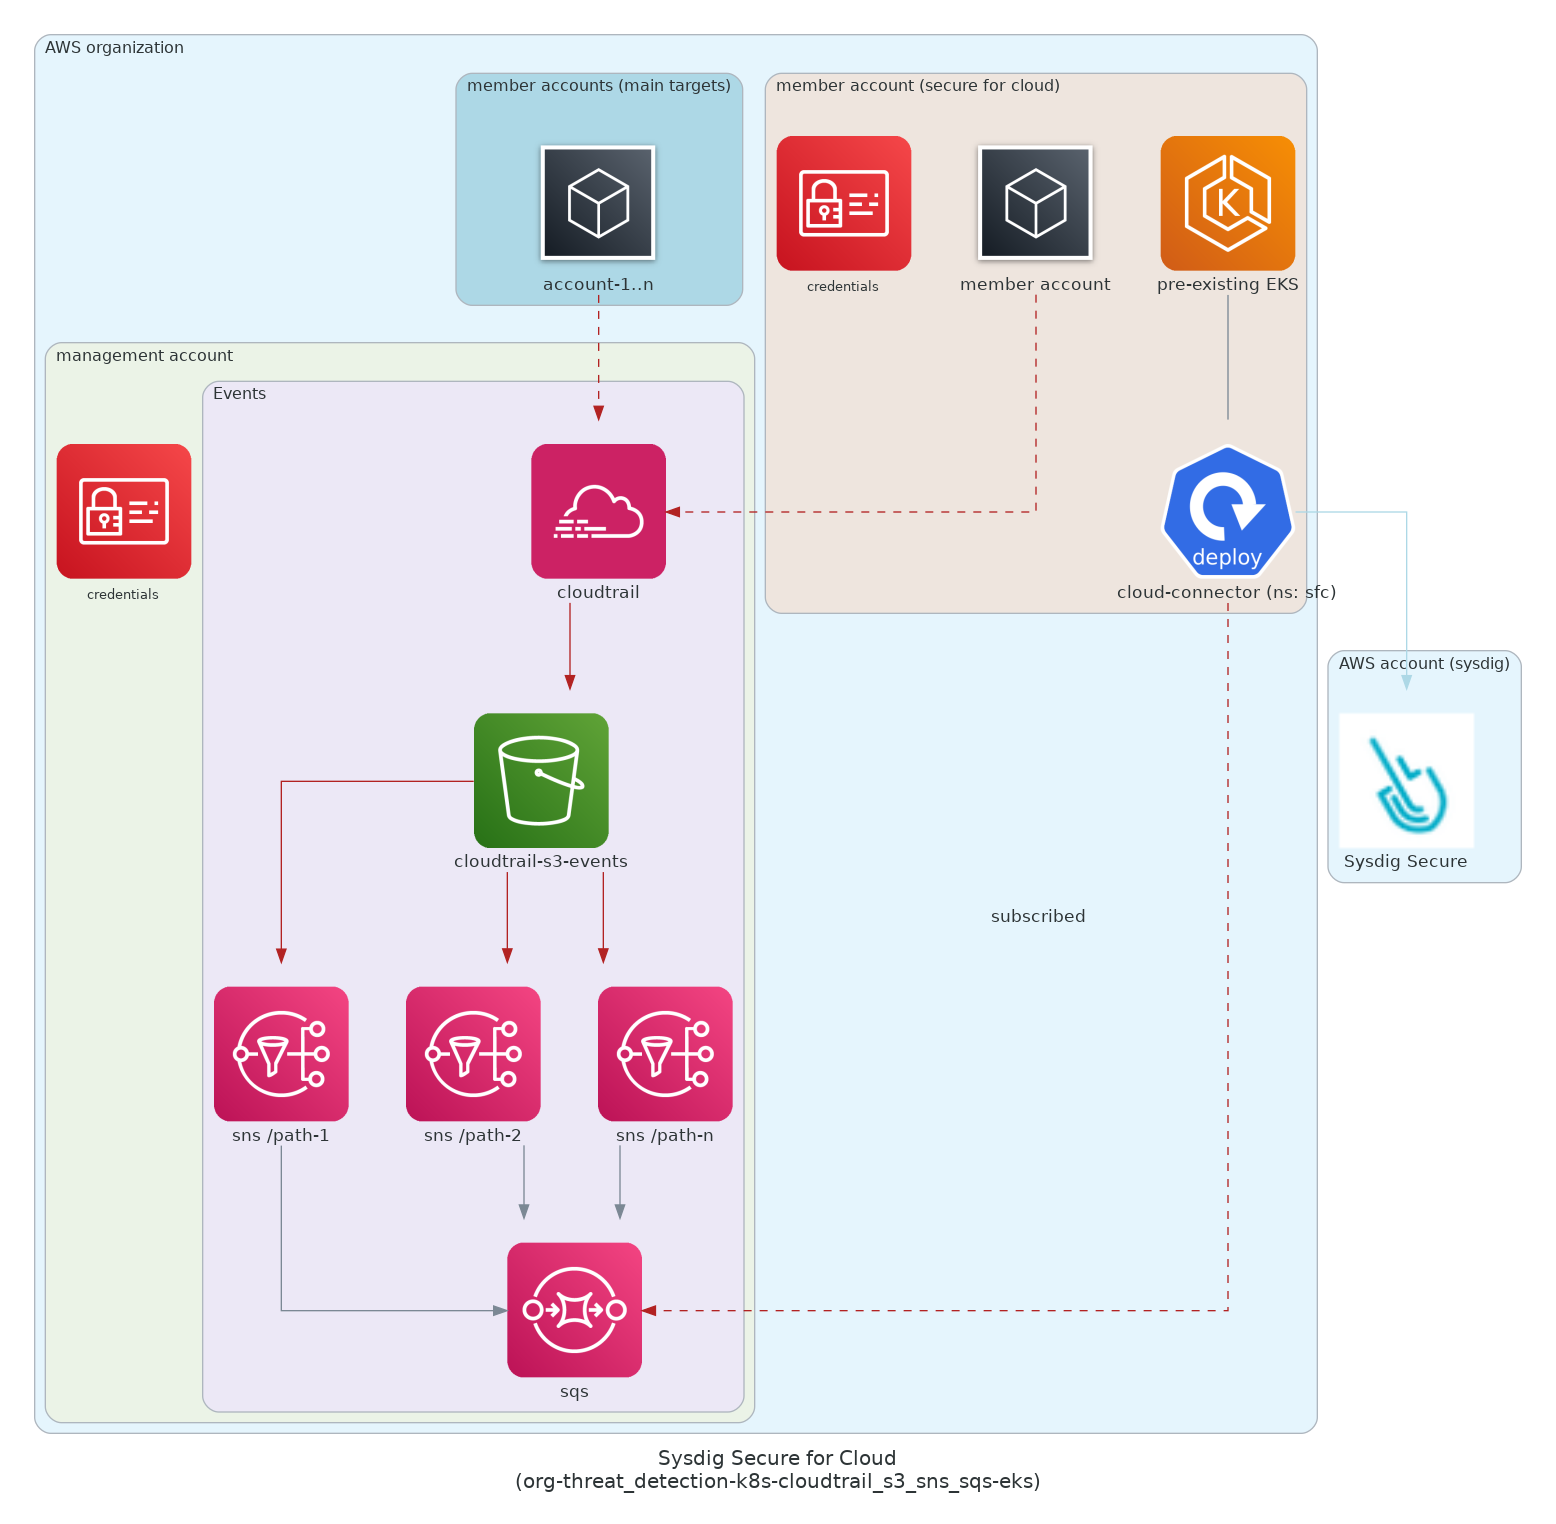 AWS organization
member accounts (main targets)
member account (secure for cloud)
account-1..n
credentials
member account
K
pre-existing EKS
management account
Events
credentials
cloudtrail
deploy
cloud-connector (ns: sfc)
AWS account (sysdig)
cloudtrail-s3-events
Sysdig Secure
subscribed
sns /path-1
sns /path-2
sns /path-n
sqs
Sysdig Secure for Cloud
(org-threat_detection-k8s-cloudtrail_s3_sns_sqs-eks)